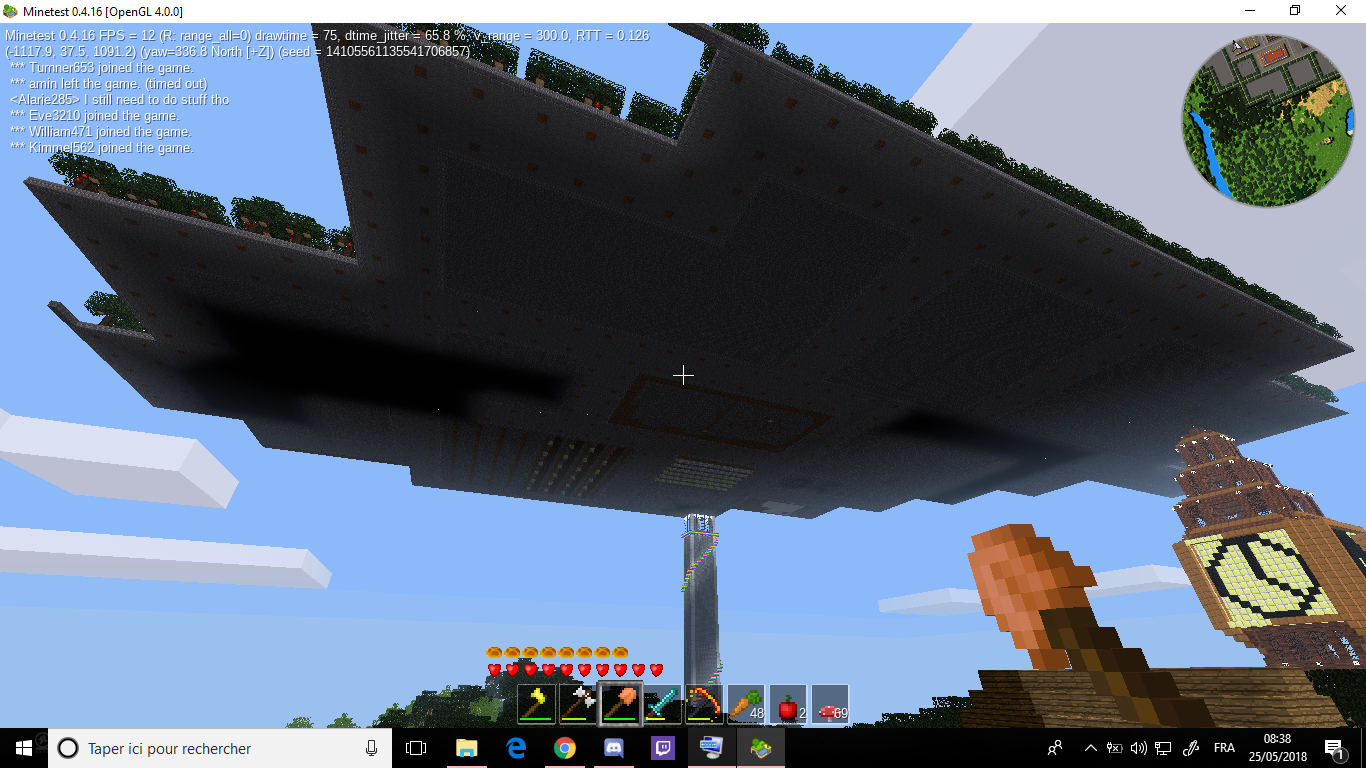 Minetest 0.4.16 [OpenGL 4.0.0]
Minetest 0.4.16 FPS = 12 (R: range_all=0) drawtime = 75, dtime_jitter = 65.8 %, v_range = 300.0, RTT = 0.126
(-1117.9, 37.5, 1091.2) (yaw=336.8 North [+Z]) (seed = 14105561135541706857)
*** Turnner653 joined the game.
*** amin left the game. (timed out)
<Alarie285> I still need to do stuff tho
*** Eve3210 joined the game.
*** William471 joined the game.
*** Kimmel562 joined the game.
48
2
69
Taper ici pour rechercher
FRA
08:38
25/05/2018
1